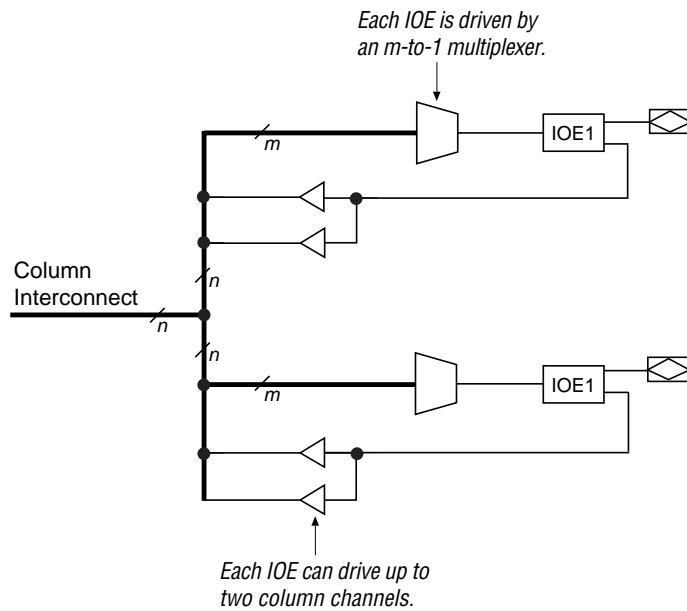 Each IOE is driven by
an m-to-1 multiplexer.
m
IOE1
n
Column
Interconnect
n
n
m
IOE1
Each IOE can drive up to
two column channels.